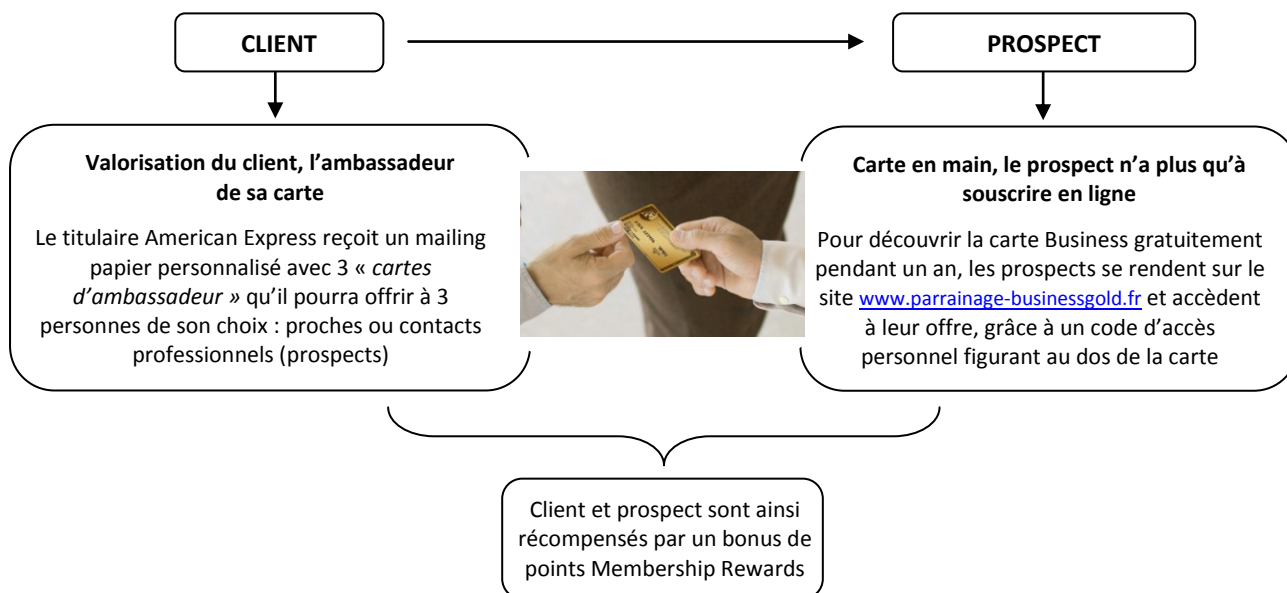 CLIENT
PROSPECT
Valorisation du client, l’ambassadeur
de sa carte
Le titulaire American Express reçoit un mailing
papier personnalisé avec 3 « cartes
d’ambassadeur » qu’il pourra offrir à 3
personnes de son choix : proches ou contacts
professionnels (prospects)
Carte en main, le prospect n’a plus qu’à
souscrire en ligne
Pour découvrir la carte Business gratuitement
pendant un an, les prospects se rendent sur le
site www.parrainage-businessgold.fr et accèdent
à leur offre, grâce à un code d’accès
personnel figurant au dos de la carte
Client et prospect sont ainsi
récompensés par un bonus de
points Membership Rewards